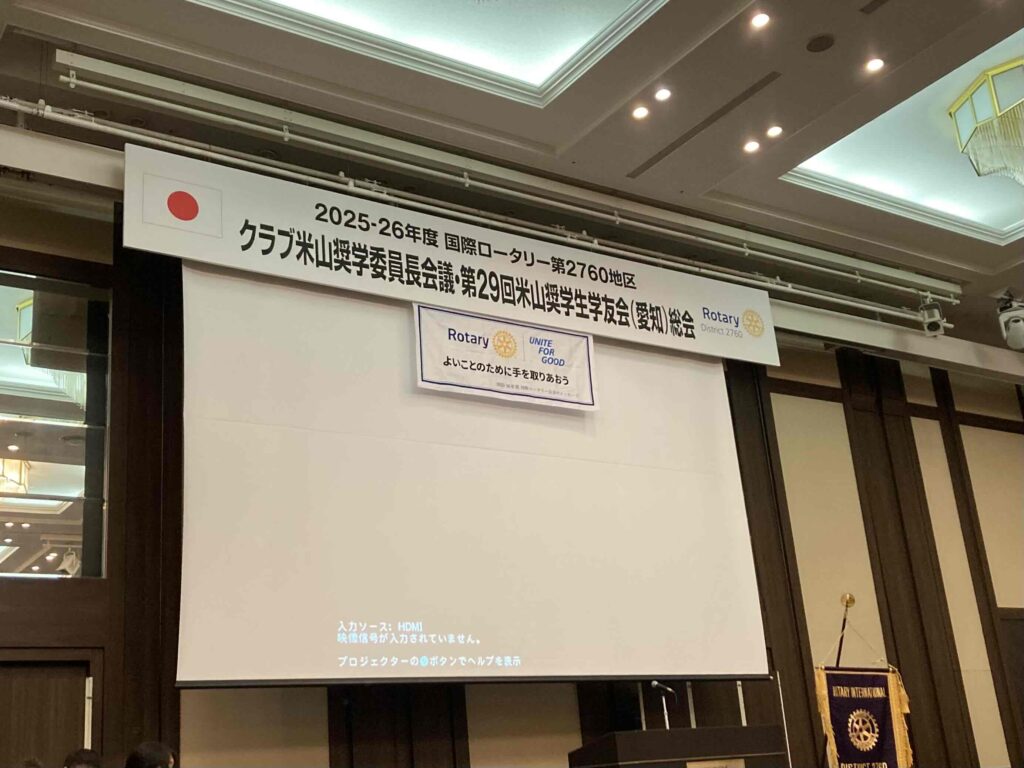 2025-26年度 国際ロータリー第2760地区
クラブ米山奨学委員長会議・第29回米山奨学生学友会(愛知)総会
Rotary
District 2760
Rotary
UNITE
FOR
GOOD
よいことのために手を取りあおう
入力ソース: HDMI
映像信号が入力されていません。
プロジェクターの ボタンでヘルプを表示
ROTARY INTERNATIONAL
DISTRICT 2760